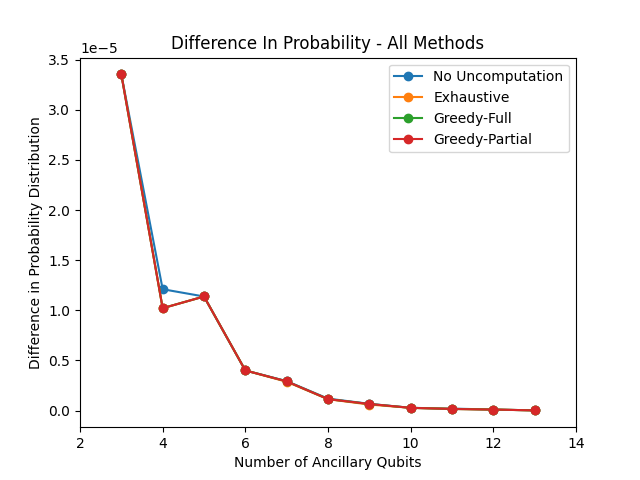 Difference In Probability - All Methods
1e−5
3.5
3.0
2.5
2.0
1.5
1.0
0.5
0.0
Difference in Probability Distribution
No Uncomputation
Exhaustive
Greedy-Full
Greedy-Partial
2 4 6 8 10 12 14
Number of Ancillary Qubits